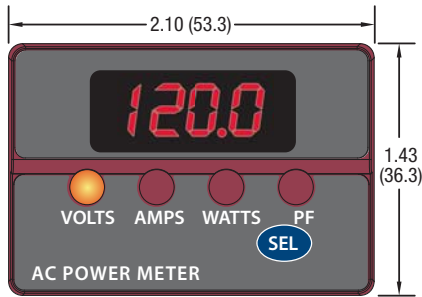 2.10 (53.3)
120.0
1.43
(36.3)
VOLTS AMPS WATTS PF
SEL
AC POWER METER